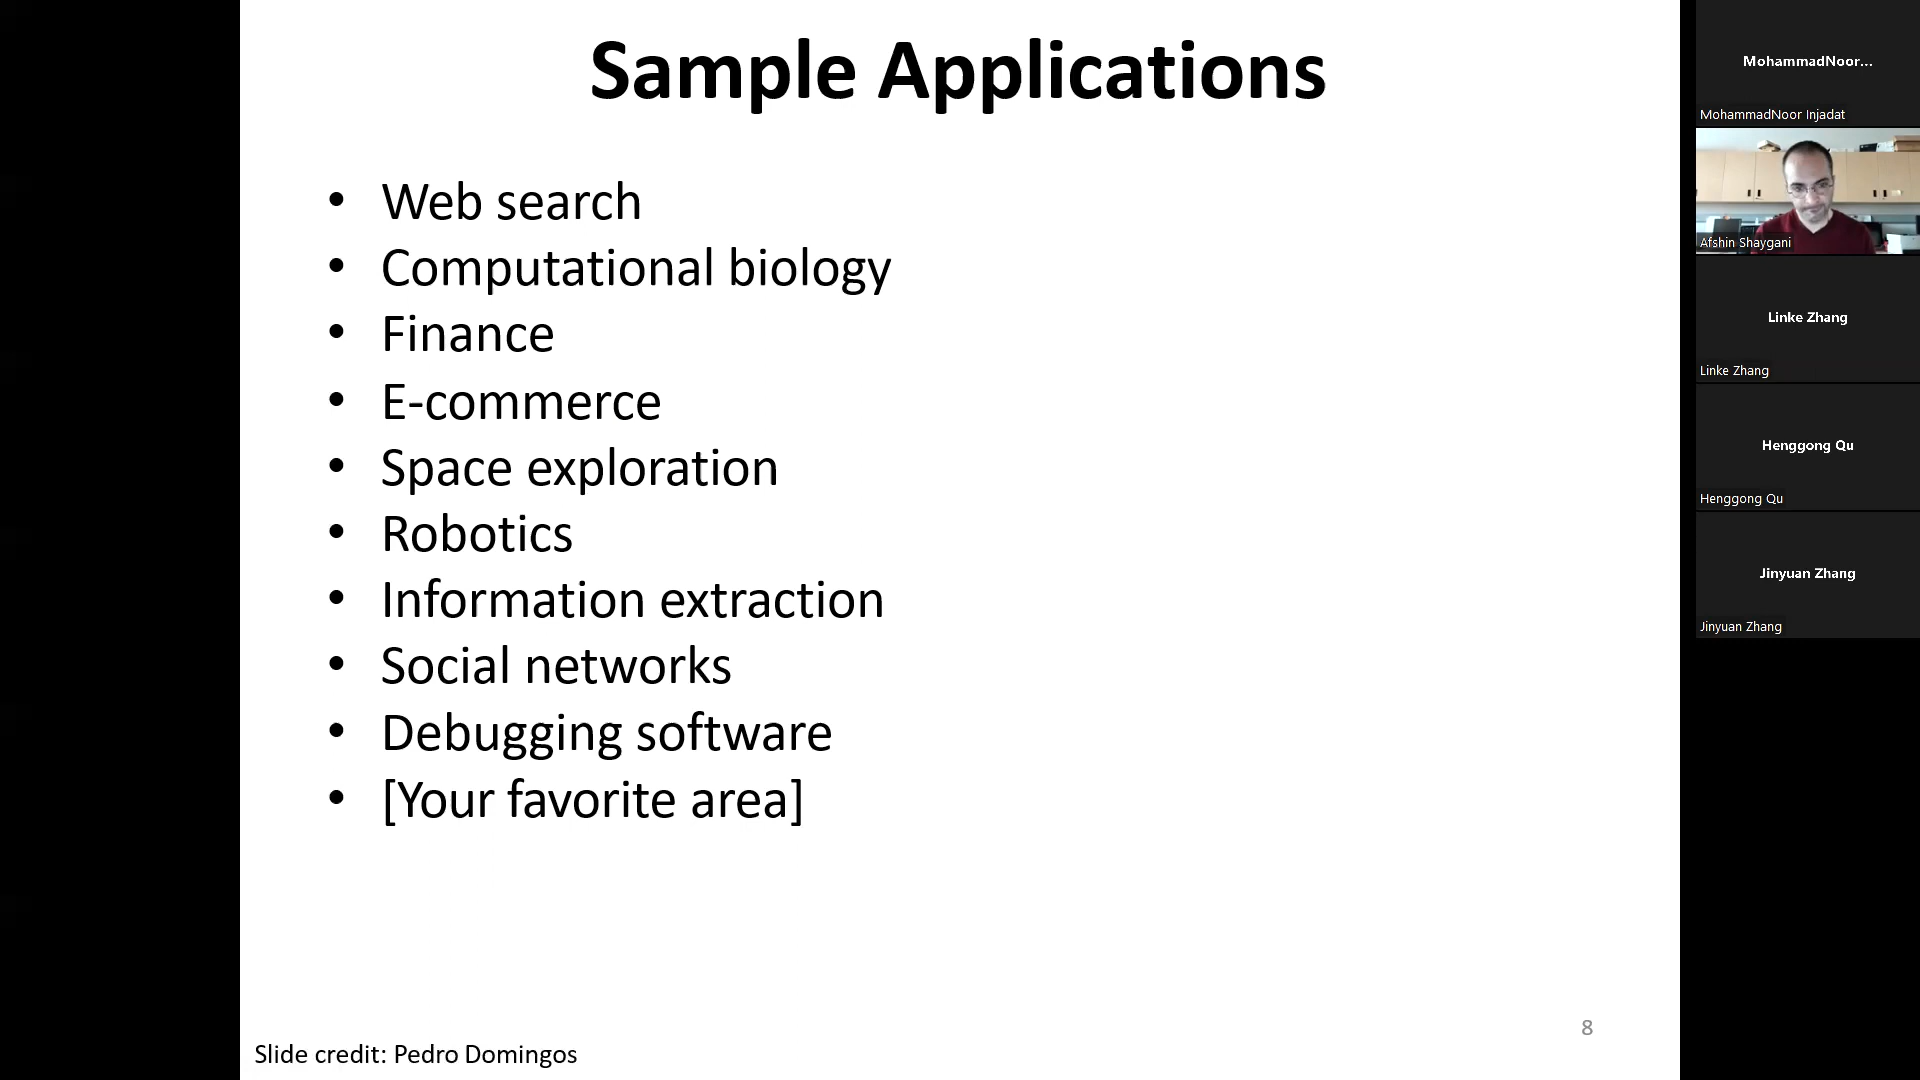 Sample Applications
• Web search
• Computational biology
• Finance
• E-commerce
• Space exploration
• Robotics
• Information extraction
• Social networks
• Debugging software
• [Your favorite area]
8
Slide credit: Pedro Domingos
MohammadNoor...
MohammadNoor Injadat
Afshin Shaygani
Linke Zhang
Linke Zhang
Henggong Qu
Henggong Qu
Jinyuan Zhang
Jinyuan Zhang